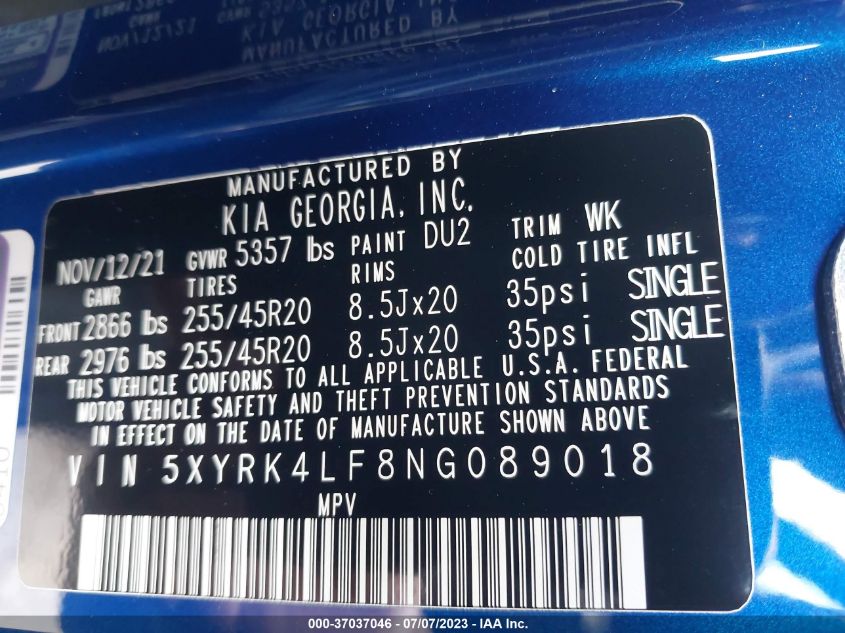 MANUFACTURED BY
KIA GEORGIA, INC.
NOV/12/21 GVWR 5357 lbs PAINT DU2 TRIM WK
GAWR TIRES RIMS COLD TIRE INFL
FRONT 2866 lbs 255/45R20 8.5Jx20 35psi SINGLE
REAR 2976 lbs 255/45R20 8.5Jx20 35psi SINGLE
THIS VEHICLE CONFORMS TO ALL APPLICABLE U.S.A. FEDERAL
MOTOR VEHICLE SAFETY AND THEFT PREVENTION STANDARDS
IN EFFECT ON THE DATE OF MANUFACTURE SHOWN ABOVE
VIN 5XYRK4LF8NG089018
MPV
000-37037046 - 07/07/2023 - © IAA, Inc.